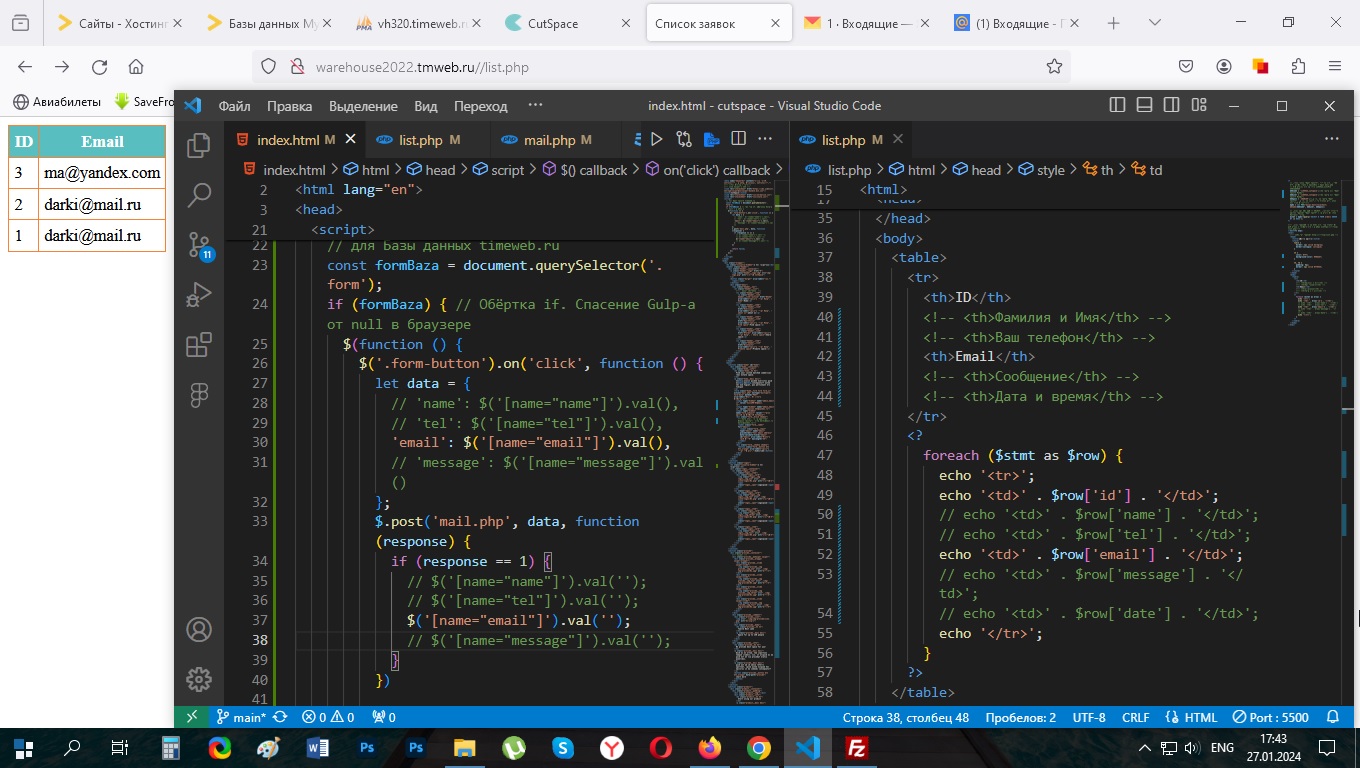 Сайты - Хостинг
Базы данных My
vh320.timeweb.r
CutSpace
Список заявок
1 · Входящие —
(1) Входящие - П
warehouse2022.tmweb.ru//list.php
Авиабилеты
SaveFro
ID Email
3 ma@yandex.com
2 darki@mail.ru
1 darki@mail.ru
Файл Правка Выделение Вид Переход ···
index.html - cutspace - Visual Studio Code
index.html M
list.php M
mail.php M
index.html > html > head > script > $() callback > on('click') callback
2 <html lang="en">
3 <head>
21 <script>
22 // для Базы данных timeweb.ru
23 const formBaza = document.querySelector('.
form');
24 if (formBaza) { // Обёртка if. Спасение Gulp-а
от null в браузере
25 $(function () {
26 $('.form-button').on('click', function () {
27 let data = {
28 // 'name': $('[name="name"]').val(),
29 // 'tel': $('[name="tel"]').val(),
30 'email': $('[name="email"]').val(),
31 // 'message': $('[name="message"]').val
()
32 };
33 $.post('mail.php', data, function
(response) {
34 if (response == 1) {
35 // $('[name="name"]').val('');
36 // $('[name="tel"]').val('');
37 $('[name="email"]').val('');
38 // $('[name="message"]').val('');
39 }
40 })
41
list.php M
list.php > html > head > style > th > td
15 <html>
17 <head>
35 </head>
36 <body>
37 <table>
38 <tr>
39 <th>ID</th>
40 <!-- <th>Фамилия и Имя</th> -->
41 <!-- <th>Ваш телефон</th> -->
42 <th>Email</th>
43 <!-- <th>Сообщение</th> -->
44 <!-- <th>Дата и время</th> -->
45 </tr>
46 <?
47 foreach ($stmt as $row) {
48 echo '<tr>';
49 echo '<td>' . $row['id'] . '</td>';
50 // echo '<td>' . $row['name'] . '</td>';
51 // echo '<td>' . $row['tel'] . '</td>';
52 echo '<td>' . $row['email'] . '</td>';
53 // echo '<td>' . $row['message'] . '</
td>';
54 // echo '<td>' . $row['date'] . '</td>';
55 echo '</tr>';
56 }
57 ?>
58 </table>
11
main* 0 0 0
Строка 38, столбец 48 Пробелов: 2 UTF-8 CRLF HTML Port : 5500
ENG
17:43
27.01.2024